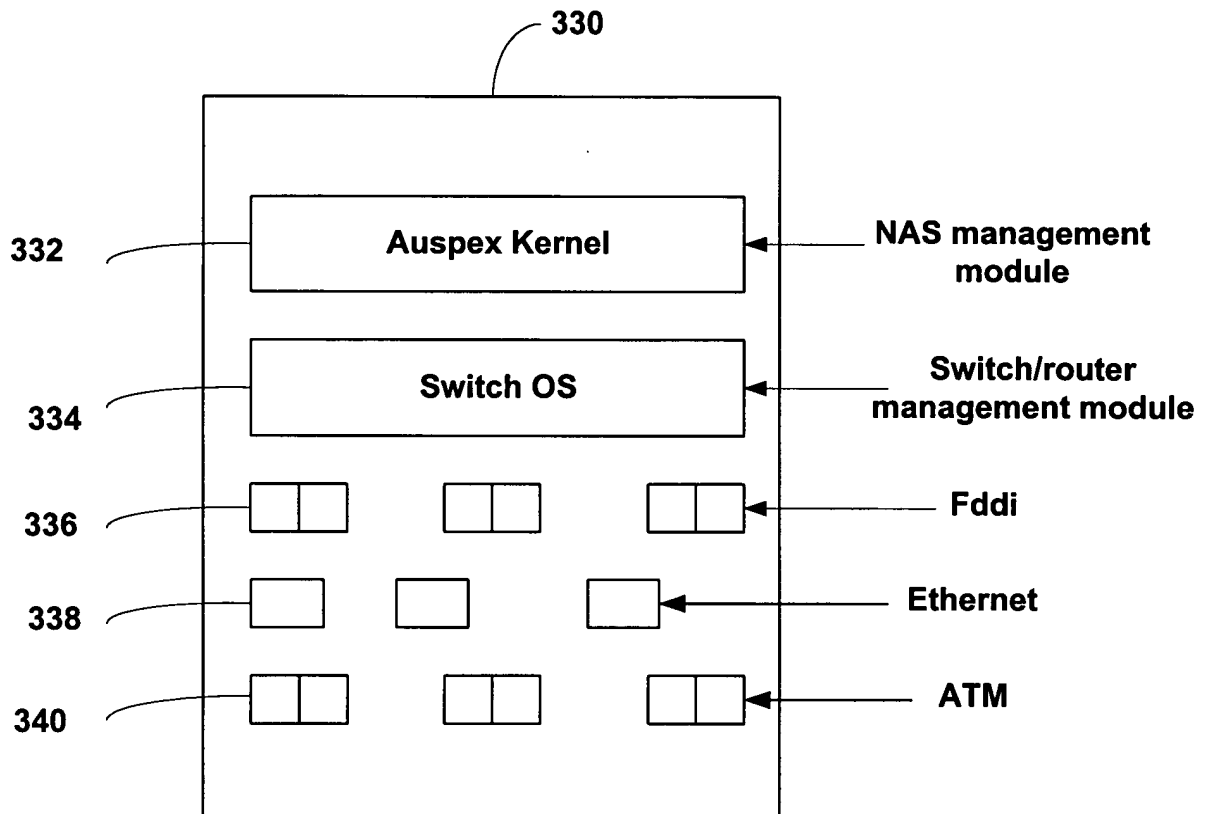 330
332
Auspex Kernel
NAS management
module
334
Switch OS
Switch/router
management module
336
Fddi
338
Ethernet
340
ATM